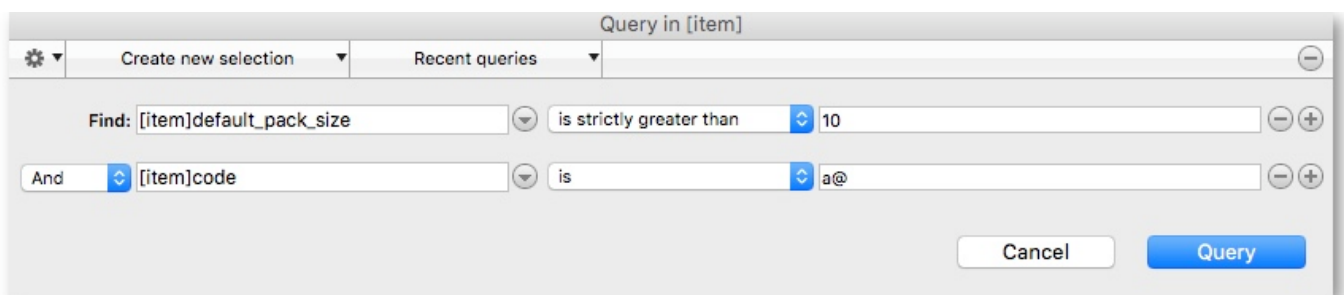 Query in [item]
Create new selection Recent queries
Find: [item]default_pack_size is strictly greater than 10
And [item]code is a@
Cancel Query